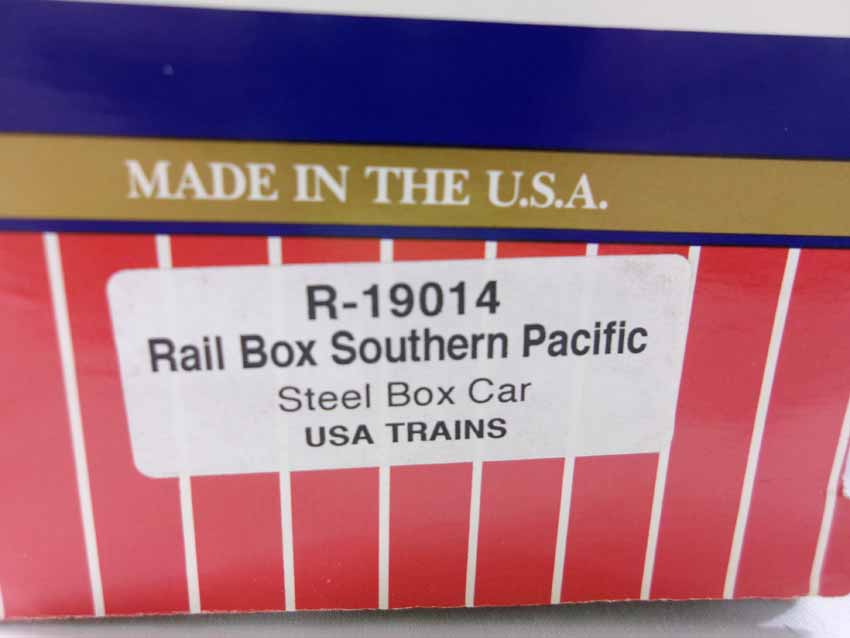 MADE IN THE U.S.A.
R-19014
Rail Box Southern Pacific
Steel Box Car
USA TRAINS